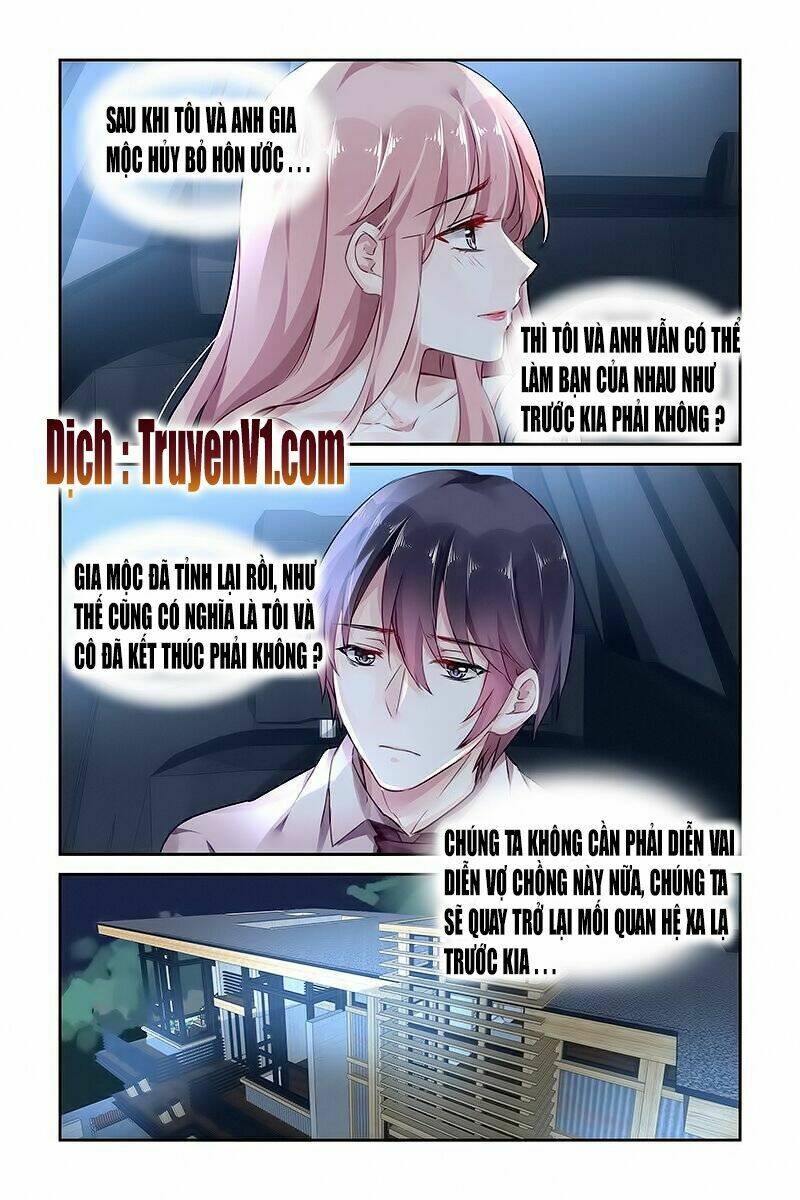 SAU KHI TÔI VÀ ANH GIA
MỘC HỦY BỎ HÔN ƯỚC . . .
THÌ TÔI VÀ ANH VẪN CÓ THỂ
LÀM BẠN CỦA NHAU NHƯ
TRƯỚC KIA PHẢI KHÔNG ?
Dịch : TruyenV1.com
GIA MỘC ĐÃ TỈNH LẠI RỒI, NHƯ
THẾ CŨNG CÓ NGHĨA LÀ TÔI VÀ
CÔ ĐÃ KẾT THÚC PHẢI KHÔNG ?
CHÚNG TA KHÔNG CẦN PHẢI DIỄN VAI
DIỄN VỢ CHỒNG NÀY NỮA, CHÚNG TA
SẼ QUAY TRỞ LẠI MỐI QUAN HỆ XA LẠ
TRƯỚC KIA . . .